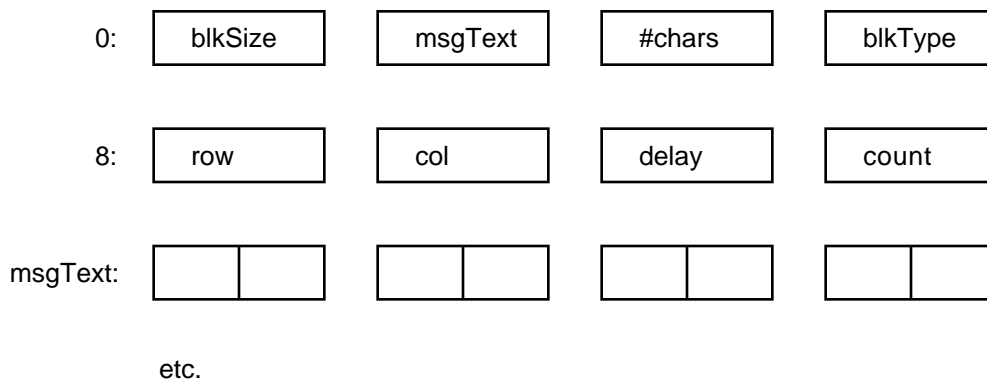 0: blkSize msgText #chars blkType
8: row col delay count
msgText:
etc.